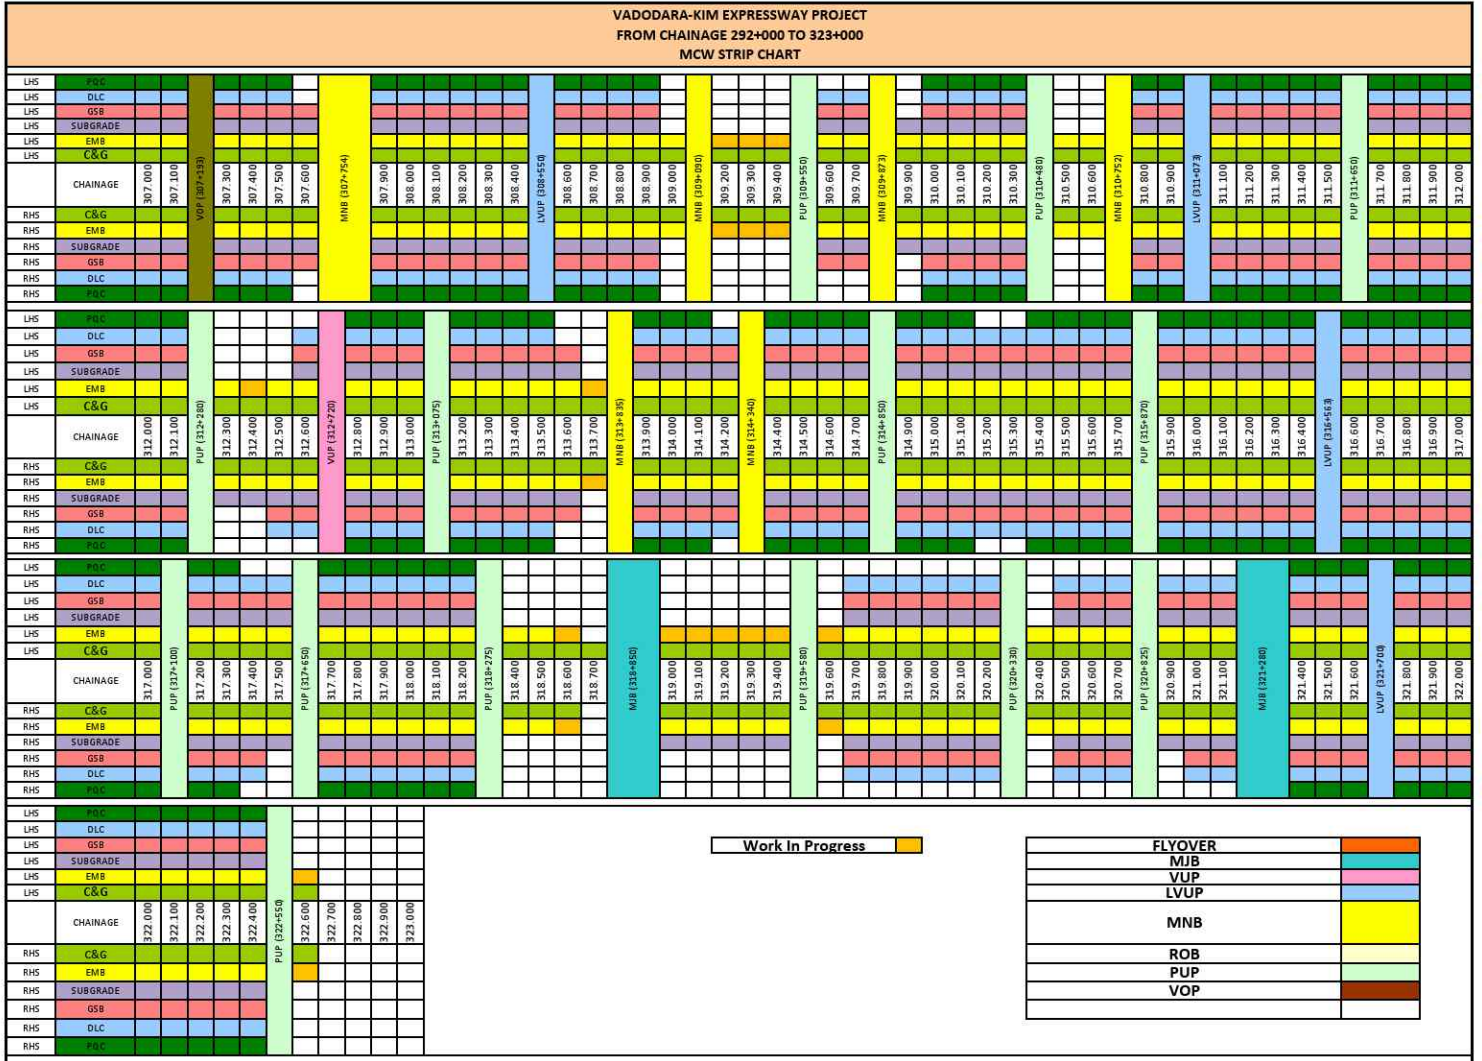 VADODARA-KIM EXPRESSWAY PROJECT
FROM CHAINAGE 292+000 TO 323+000
MCW STRIP CHART
LHS PQC
LHS DLC
LHS GSB
LHS SUBGRADE
LHS EMB
LHS C&G
CHAINAGE 307.000 307.100 VOP (307+193) 307.300 307.400 307.500 307.600 MNB (307+754) 307.900 308.000 308.100 308.200 308.300 308.400 LVUP (308+550) 308.600 308.700 308.800 308.900 309.000 MNB (309+090) 309.200 309.300 309.400 PUP (309+550) 309.600 309.700 MNB (309+873) 309.900 310.000 310.100 310.200 310.300 PUP (310+480) 310.500 310.600 MNB (310+752) 310.800 310.900 LVUP (311+073) 311.100 311.200 311.300 311.400 311.500 PUP (311+650) 311.700 311.800 311.900 312.000
RHS C&G
RHS EMB
RHS SUBGRADE
RHS GSB
RHS DLC
RHS PQC
LHS PQC
LHS DLC
LHS GSB
LHS SUBGRADE
LHS EMB
LHS C&G
CHAINAGE 312.000 312.100 PUP (312+280) 312.300 312.400 312.500 312.600 VUP (312+720) 312.800 312.900 313.000 PUP (313+075) 313.200 313.300 313.400 313.500 313.600 313.700 MNB (313+835) 313.900 314.000 314.100 314.200 MNB (314+340) 314.400 314.700 PUP (314+850) 314.900 315.000 315.100 315.200 315.300 315.400 315.500 315.600 315.700 PUP (315+870) 315.900 316.000 316.100 316.200 316.300 316.400 LVUP (316+563) 316.600 316.700 316.800 316.900 317.000
RHS C&G
RHS EMB
RHS SUBGRADE
RHS GSB
RHS DLC
RHS PQC
LHS PQC
LHS DLC
LHS GSB
LHS SUBGRADE
LHS EMB
LHS C&G
CHAINAGE 317.000 PUP (317+100) 317.200 317.300 317.400 317.500 PUP (317+650) 317.700 317.800 317.900 318.000 318.100 318.200 PUP (318+275) 318.400 318.500 318.600 318.700 MJB (318+850) 319.000 319.100 319.200 319.300 319.400 PUP (319+580) 319.600 319.700 319.800 319.900 320.000 320.100 320.200 PUP (320+330) 320.400 320.500 320.600 320.700 PUP (320+825) 320.900 321.000 321.100 MJB (321+280) 321.400 321.500 321.600 LVUP (321+700) 321.800 321.900 322.000
RHS C&G
RHS EMB
RHS SUBGRADE
RHS GSB
RHS DLC
RHS PQC
LHS PQC
LHS DLC
LHS GSB
LHS SUBGRADE
LHS EMB
LHS C&G
CHAINAGE 322.000 322.100 322.200 322.300 322.400 PUP (322+550) 322.600 322.700 322.800 322.900 323.000
RHS C&G
RHS EMB
RHS SUBGRADE
RHS GSB
RHS DLC
RHS PQC
Work In Progress
FLYOVER
MJB
VUP
LVUP
MNB
ROB
PUP
VOP